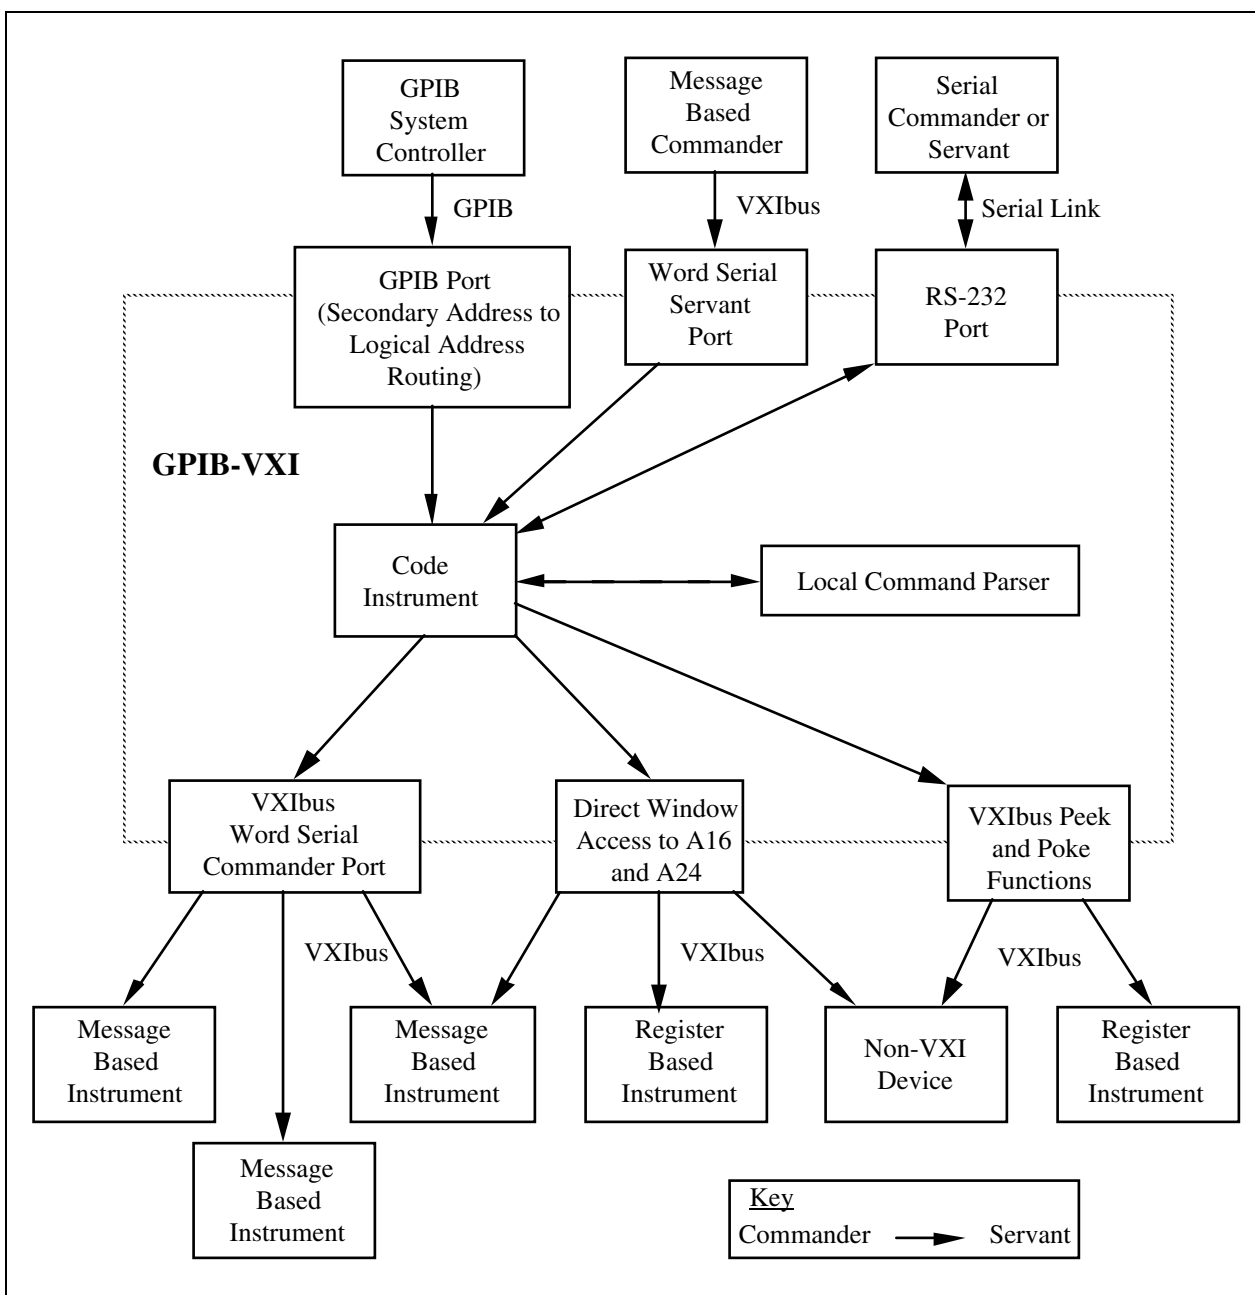 GPIB
System
Controller
Message
Based
Commander
Serial
Commander or
Servant
GPIB
VXIbus
Serial Link
GPIB Port
(Secondary Address to
Logical Address
Routing)
Word Serial
Servant
Port
RS-232
Port
GPIB-VXI
Code
Instrument
Local Command Parser
VXIbus
Word Serial
Commander Port
Direct Window
Access to A16
and A24
VXIbus Peek
and Poke
Functions
VXIbus
VXIbus
VXIbus
Message
Based
Instrument
Message
Based
Instrument
Register
Based
Instrument
Non-VXI
Device
Register
Based
Instrument
Message
Based
Instrument
Key
Commander Servant